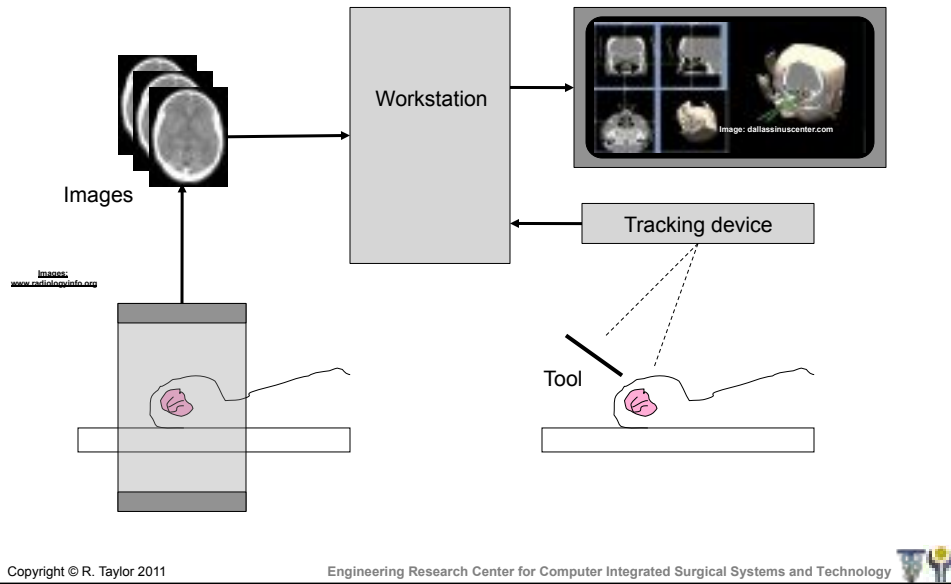 Workstation
Image: dallassinuscenter.com
Images
Tracking device
Images:
www.radiologyinfo.org
Tool
Copyright © R. Taylor 2011
Engineering Research Center for Computer Integrated Surgical Systems and Technology